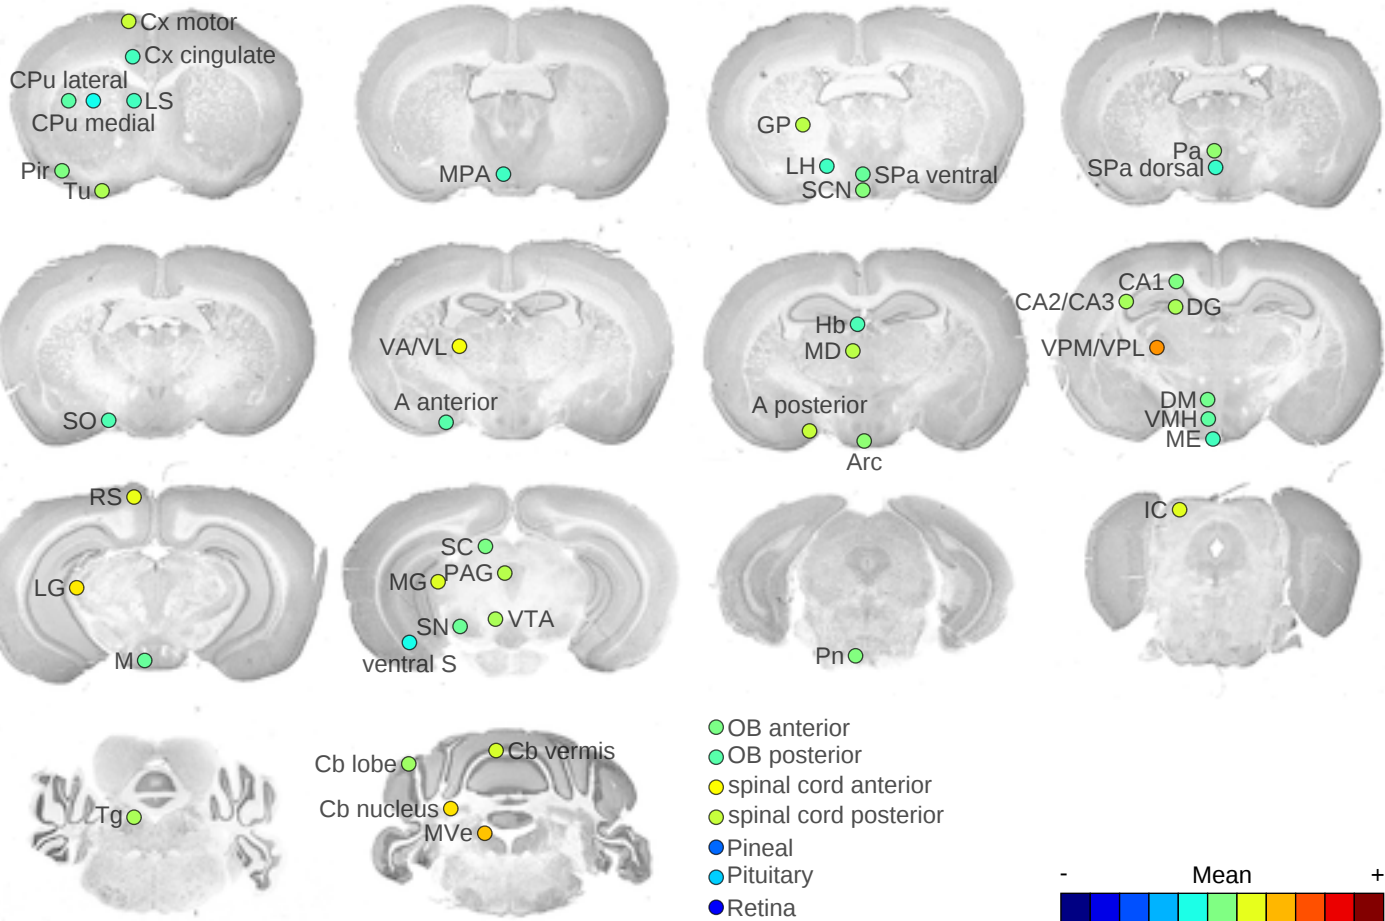 Cx motor
Cx cingulate
CPu lateral
LS
CPu medial
Pir
Tu
MPA
GP
LH
SPa ventral
SCN
Pa
SPa dorsal
SO
VA/VL
A anterior
Hb
MD
A posterior
Arc
CA1
CA2/CA3
DG
VPM/VPL
DM
VMH
ME
RS
LG
M
SC
MG
PAG
SN
VTA
ventral S
Pn
IC
Tg
Cb lobe
Cb vermis
Cb nucleus
MVe
OB anterior
OB posterior
spinal cord anterior
spinal cord posterior
Pineal
Pituitary
Retina
- Mean +